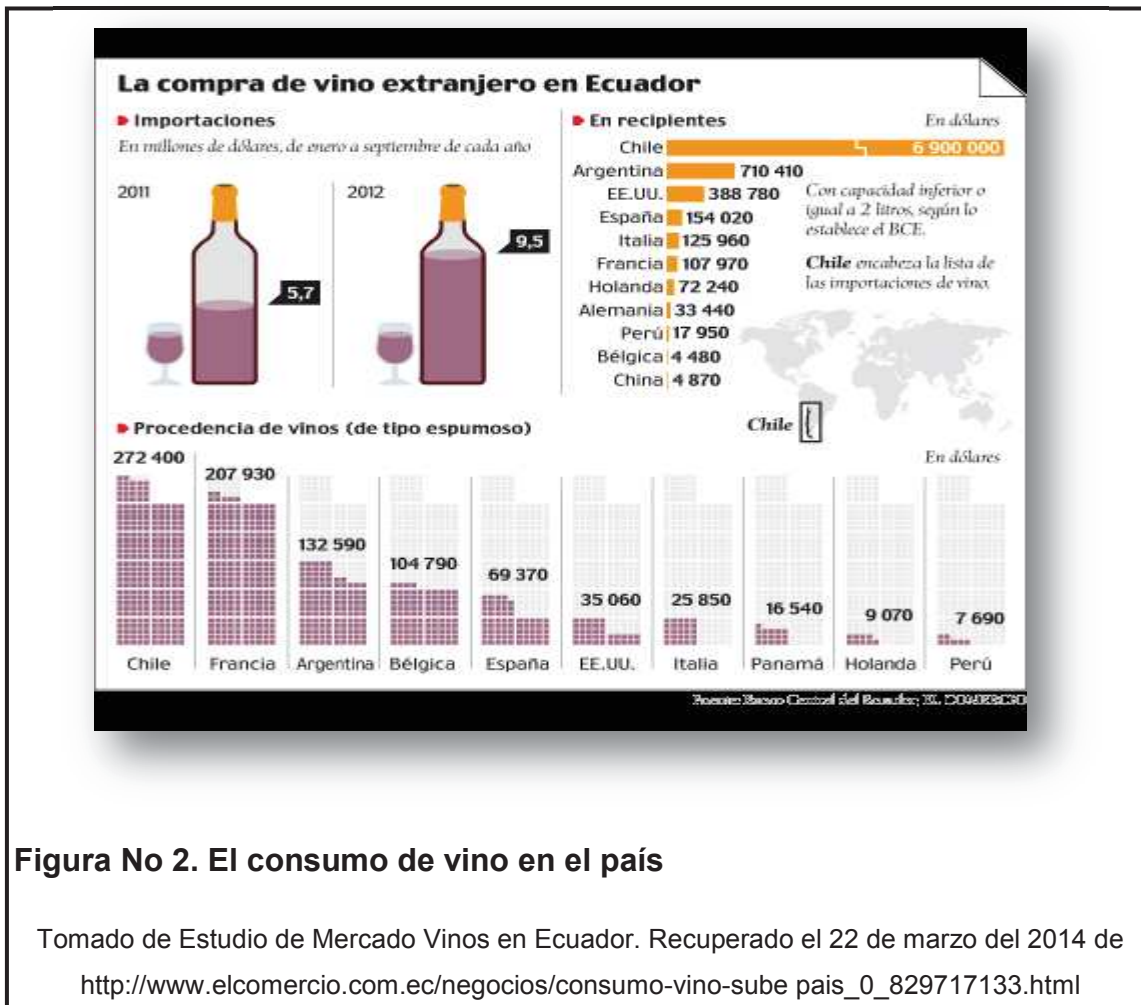 La compra de vino extranjero en Ecuador
Importaciones
En millones de dólares, de enero a septiembre de cada año
2011
5,7
2012
9,5
En recipientes
En dólares
Chile 6 900 000
Argentina 710 410
EE.UU. 388 780
España 154 020
Italia 125 960
Francia 107 970
Holanda 72 240
Alemania 33 440
Perú 17 950
Bélgica 4 480
China 4 870
Con capacidad inferior o
igual a 2 litros, según lo
establece el BCE.
Chile encabeza la lista de
las importaciones de vino.
Chile
Procedencia de vinos (de tipo espumoso)
En dólares
272 400
207 930
132 590
104 790
69 370
35 060
25 850
16 540
9 070
7 690
Chile
Francia
Argentina
Bélgica
España
EE.UU.
Italia
Panamá
Holanda
Perú
Fuente: Banco Central del Ecuador; EL COMERCIO
Figura No 2. El consumo de vino en el país
Tomado de Estudio de Mercado Vinos en Ecuador. Recuperado el 22 de marzo del 2014 de
http://www.elcomercio.com.ec/negocios/consumo-vino-sube pais_0_829717133.html